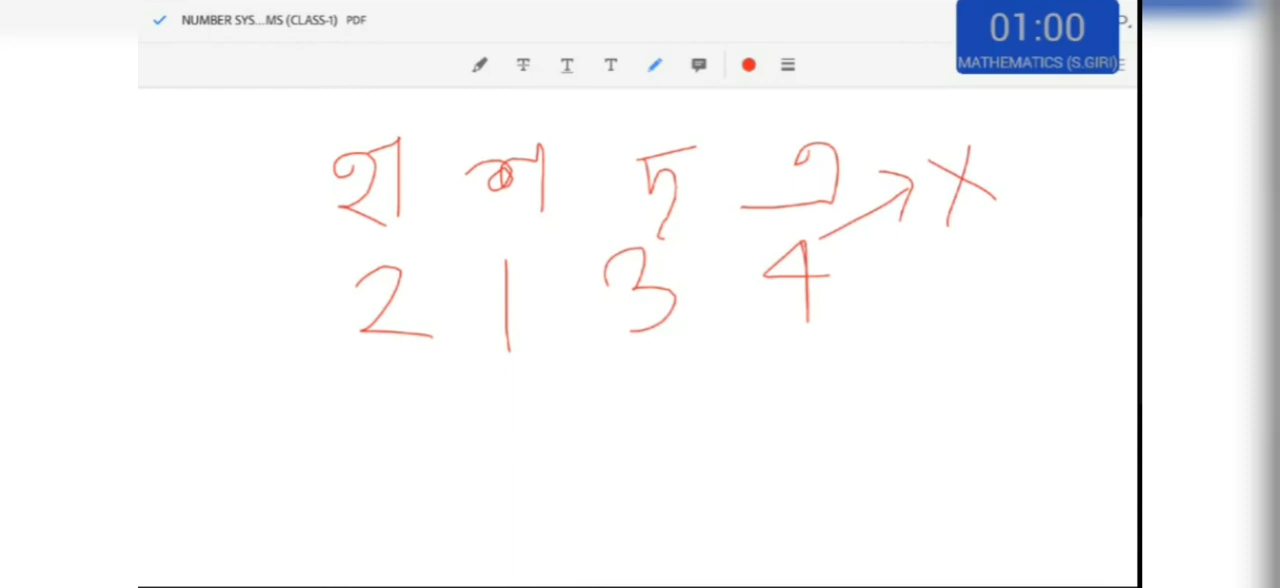 NUMBER SYS...MS (CLASS-1) PDF
01:00
MATHEMATICS (S.GIRI)
হা শ দ এ X
2 1 3 4